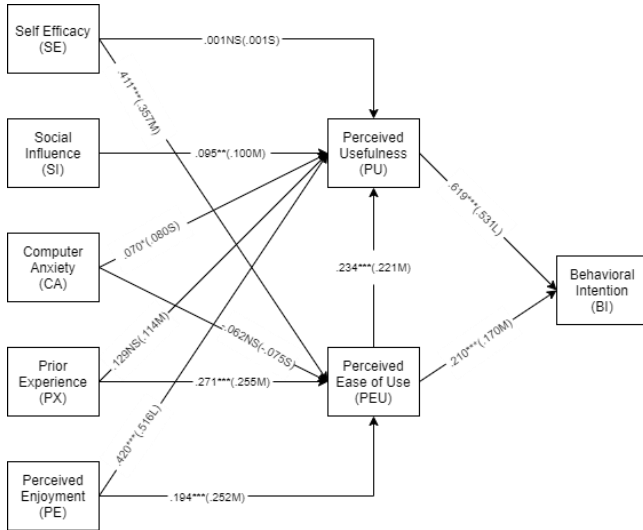 Self Efficacy
(SE)
.001NS(.001S)
.411***(.357M)
Social
Influence
(SI)
.095**(.100M)
Perceived
Usefulness
(PU)
.619***(.531L)
.070*(.080S)
Computer
Anxiety
(CA)
.234***(.221M)
Behavioral
Intention
(BI)
-.062NS(-.075S)
.129NS(.114M)
.210***(.170M)
Prior
Experience
(PX)
.271***(.255M)
Perceived
Ease of Use
(PEU)
.420***(.516L)
Perceived
Enjoyment
(PE)
.194***(.252M)